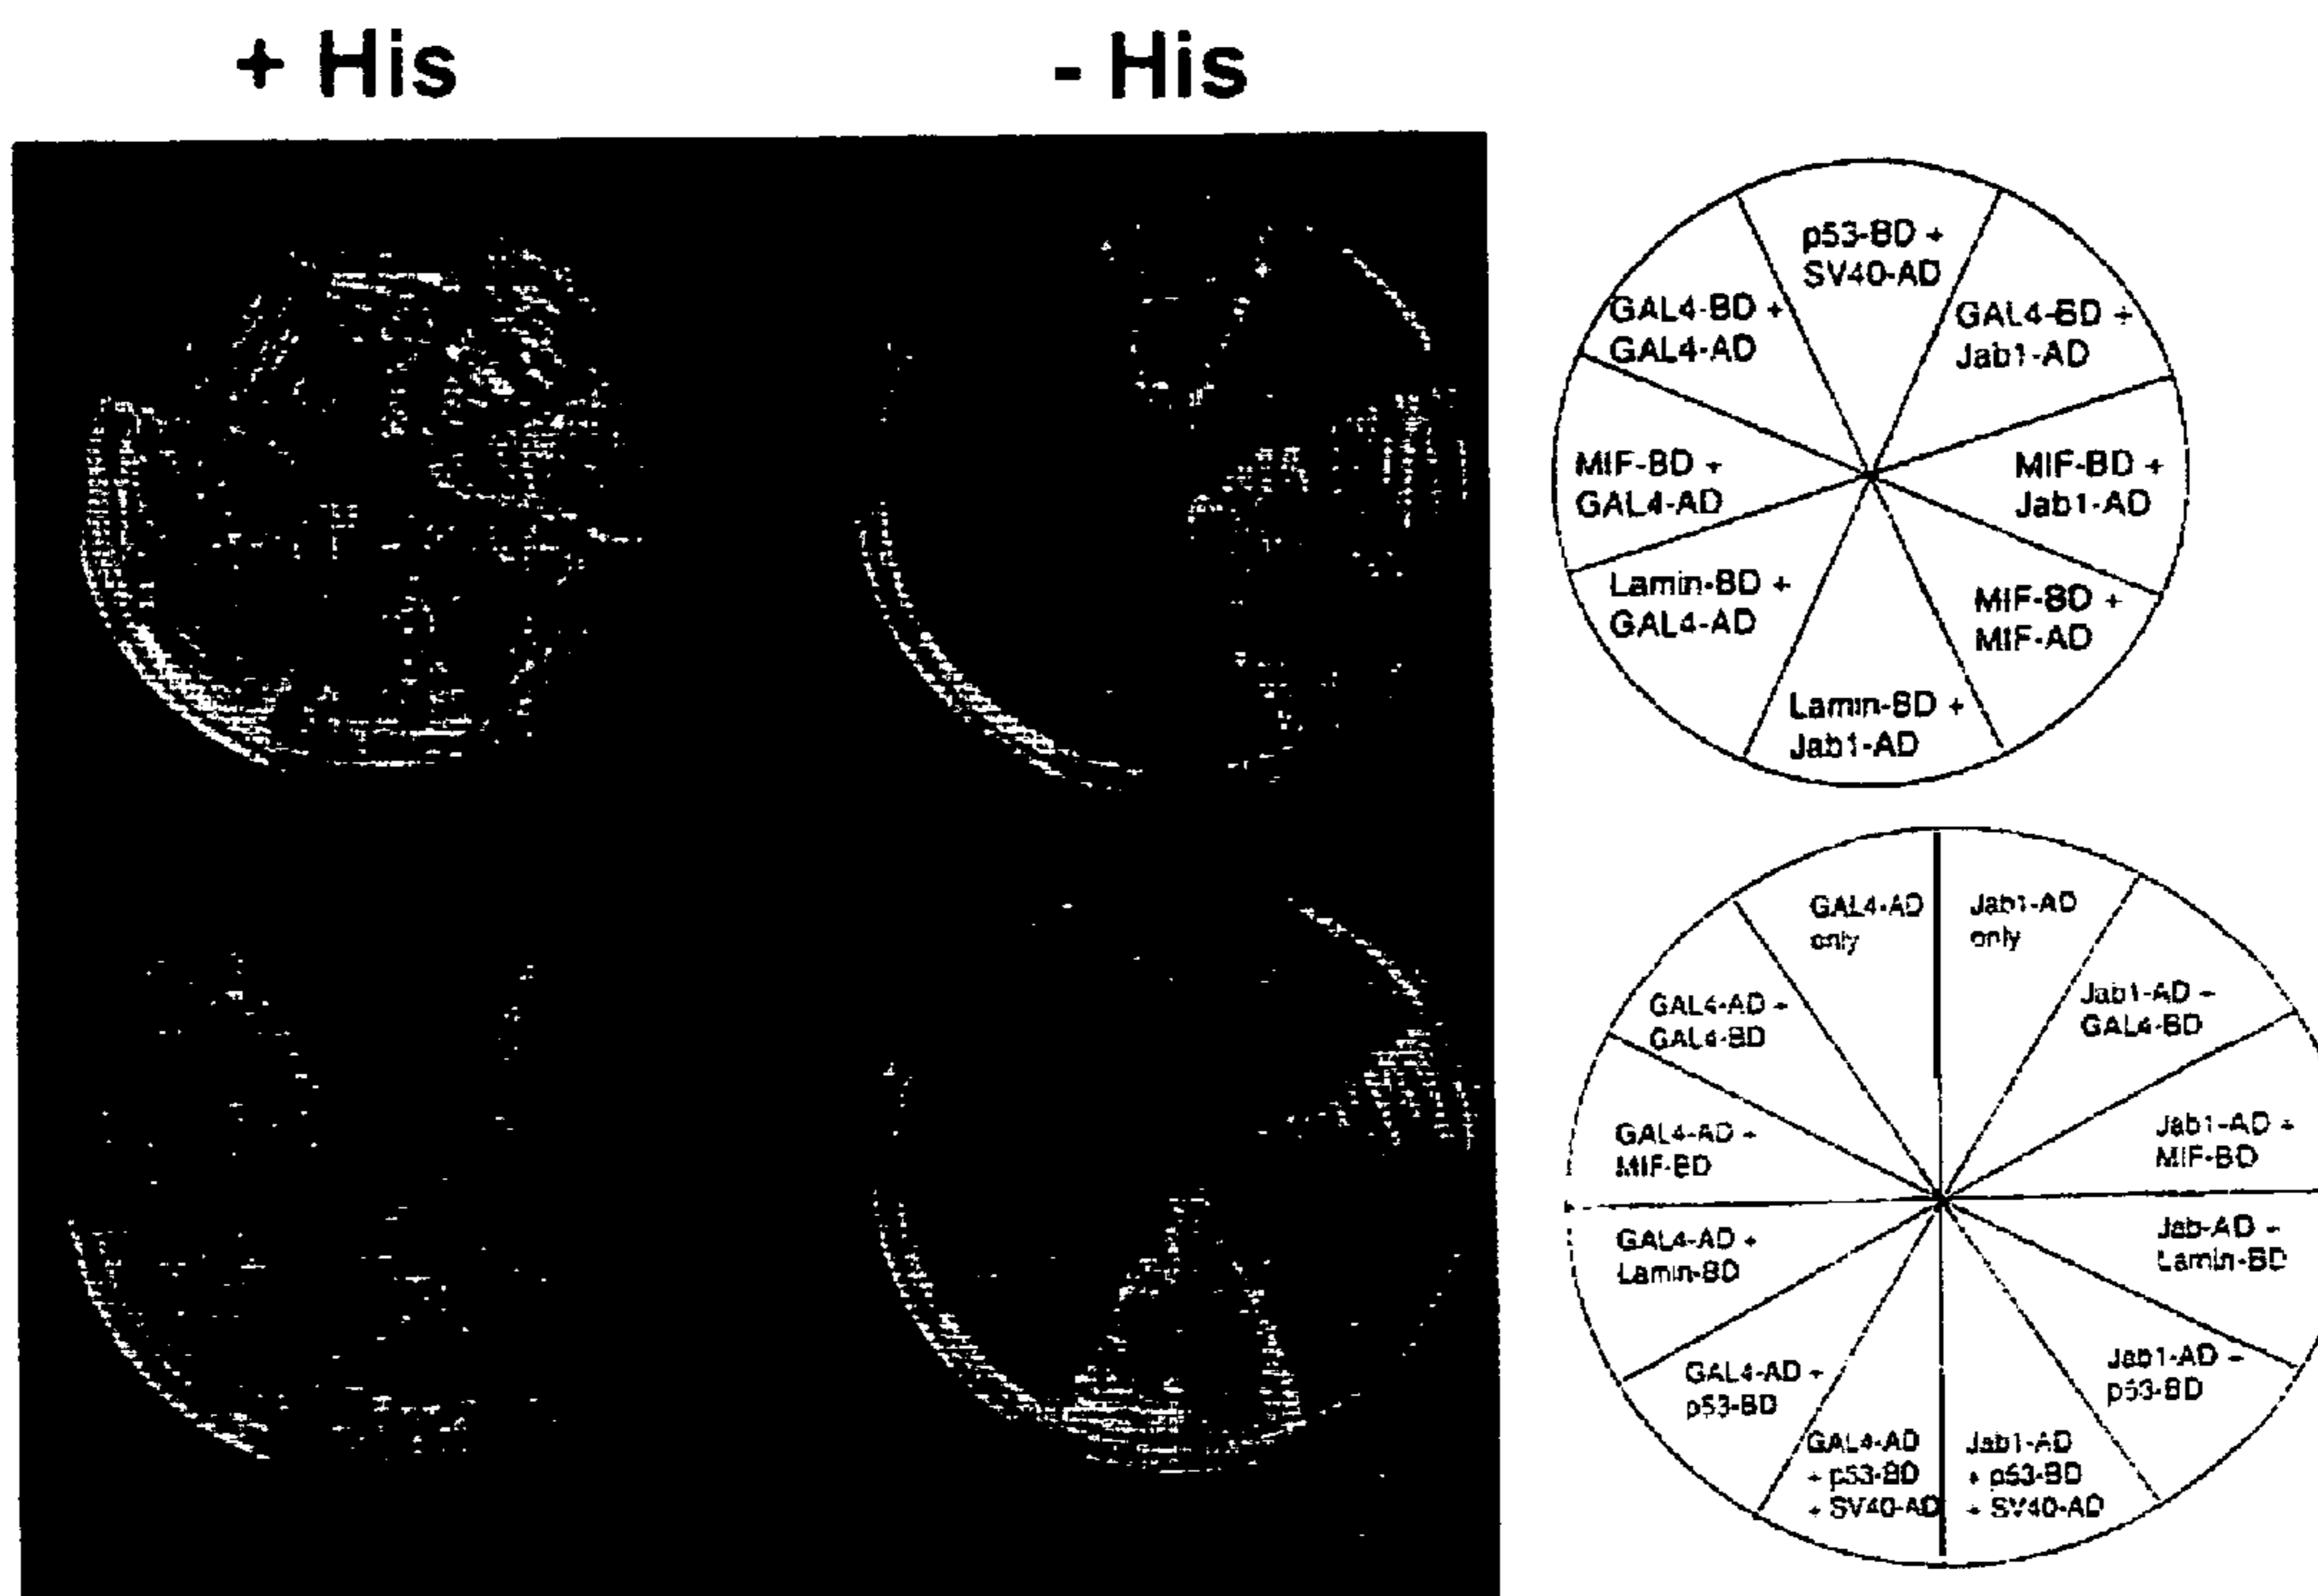 + His
- His
p53-BD +
SV40-AD
GAL4-BD +
GAL4-AD
GAL4-BD +
Jab1-AD
MIF-BD +
GAL4-AD
MIF-BD +
Jab1-AD
Lamin-BD +
GAL4-AD
MIF-BD +
MIF-AD
Lamin-BD +
Jab1-AD
GAL4-AD
only
Jab1-AD
only
GAL4-AD +
GAL4-BD
Jab1-AD +
GAL4-BD
GAL4-AD +
MIF-BD
Jab1-AD +
MIF-BD
GAL4-AD +
Lamin-BD
Jab-AD +
Lamin-BD
GAL4-AD +
p53-BD
Jab1-AD +
p53-BD
GAL4-AD
+ p53-BD
+ SV40-AD
Jab1-AD
+ p53-BD
+ SV40-AD